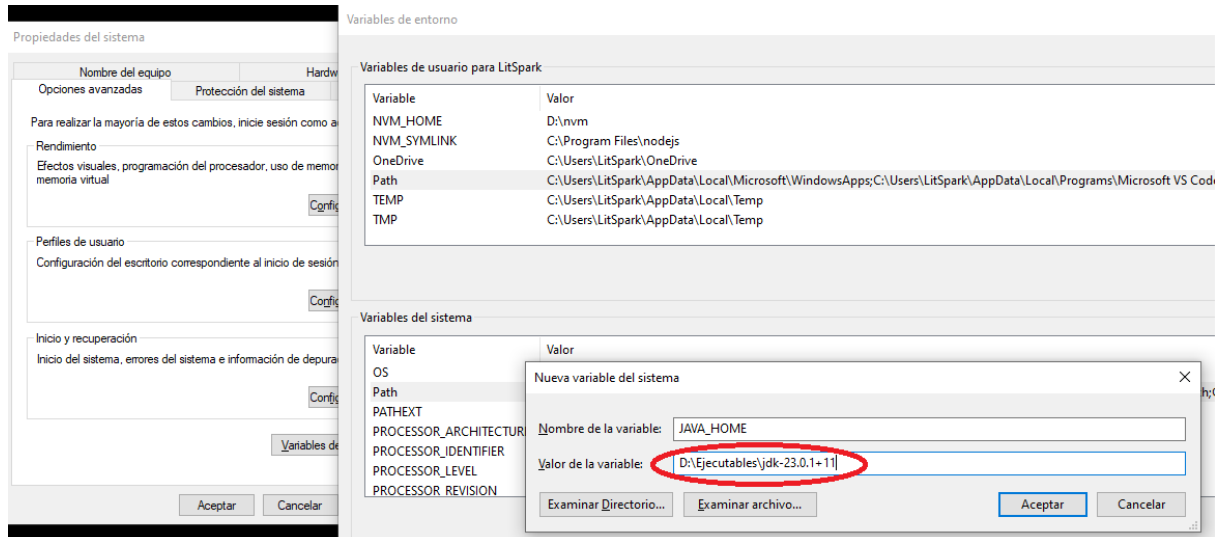 Propiedades del sistema
Nombre del equipo Hardw
Opciones avanzadas Protección del sistema
Para realizar la mayoría de estos cambios, inicie sesión como a
Rendimiento
Efectos visuales, programación del procesador, uso de memor
memoria virtual
Config
Perfiles de usuario
Configuración del escritorio correspondiente al inicio de sesión
Config
Inicio y recuperación
Inicio del sistema, errores del sistema e información de depura
Config
Variables de
Aceptar Cancelar
Variables de entorno
Variables de usuario para LitSpark
Variable Valor
NVM_HOME D:\nvm
NVM_SYMLINK C:\Program Files\nodejs
OneDrive C:\Users\LitSpark\OneDrive
Path C:\Users\LitSpark\AppData\Local\Microsoft\WindowsApps;C:\Users\LitSpark\AppData\Local\Programs\Microsoft VS Code
TEMP C:\Users\LitSpark\AppData\Local\Temp
TMP C:\Users\LitSpark\AppData\Local\Temp
Variables del sistema
Variable Valor
OS
Path h;C
PATHEXT
PROCESSOR_ARCHITECTUR
PROCESSOR_IDENTIFIER
PROCESSOR_LEVEL
PROCESSOR_REVISION
Nueva variable del sistema
Nombre de la variable: JAVA_HOME
Valor de la variable: D:\Ejecutables\jdk-23.0.1+11
Examinar Directorio... Examinar archivo... Aceptar Cancelar